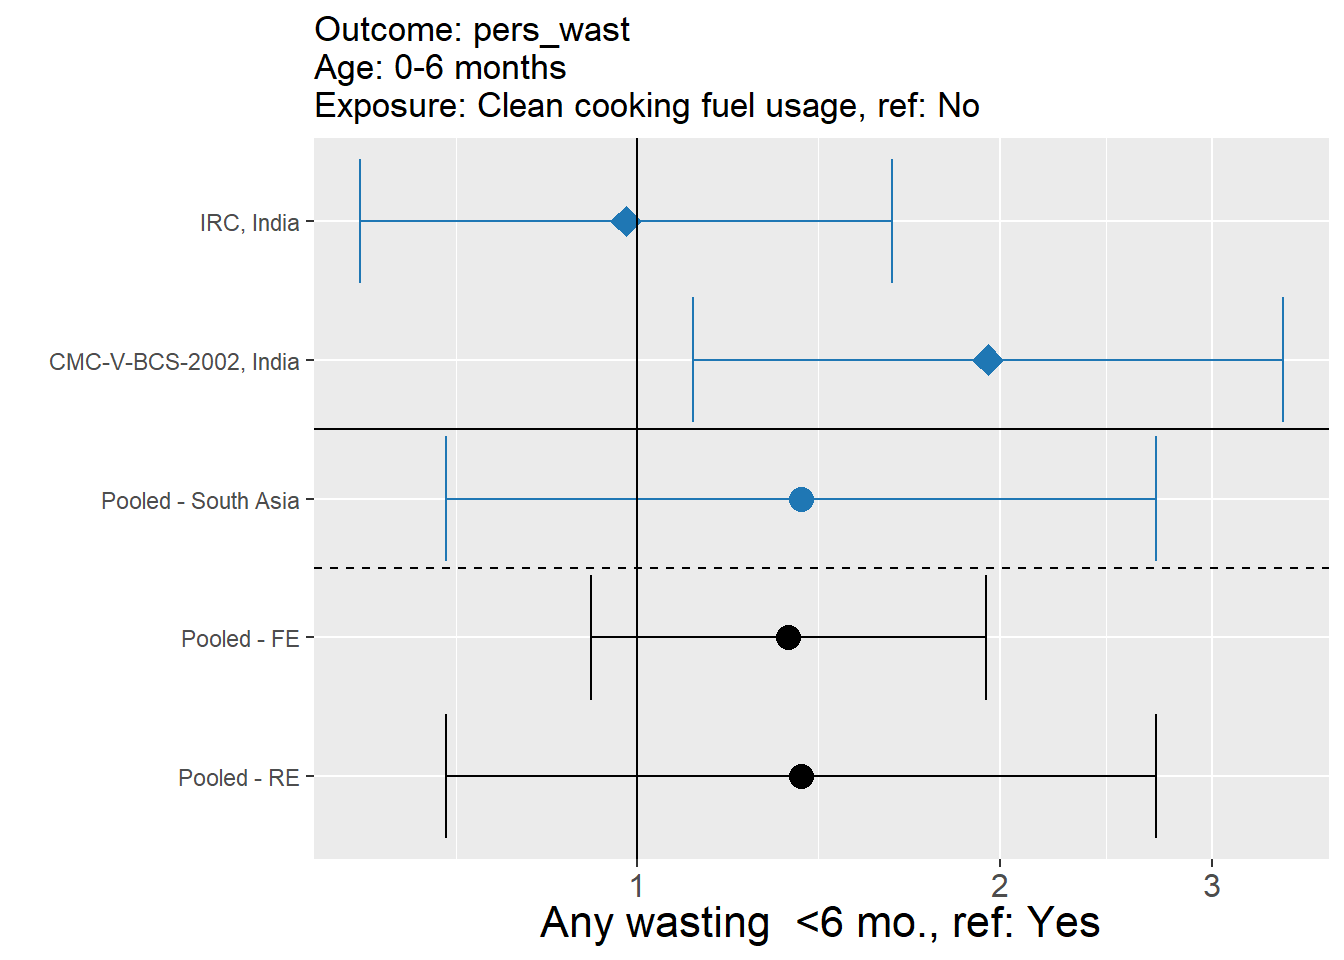 Outcome: pers_wast
Age: 0-6 months
Exposure: Clean cooking fuel usage, ref: No
IRC, India
CMC-V-BCS-2002, India
Pooled - South Asia
Pooled - FE
Pooled - RE
1 2 3
Any wasting  <6 mo., ref: Yes